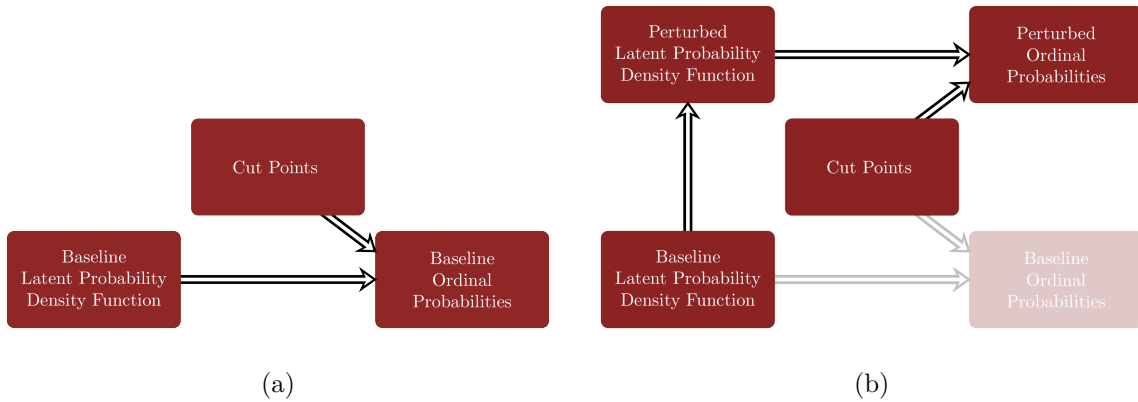 Cut Points
Baseline
Latent Probability
Density Function
Baseline
Ordinal
Probabilities
(a)
Perturbed
Latent Probability
Density Function
Perturbed
Ordinal
Probabilities
Cut Points
Baseline
Latent Probability
Density Function
Baseline
Ordinal
Probabilities
(b)